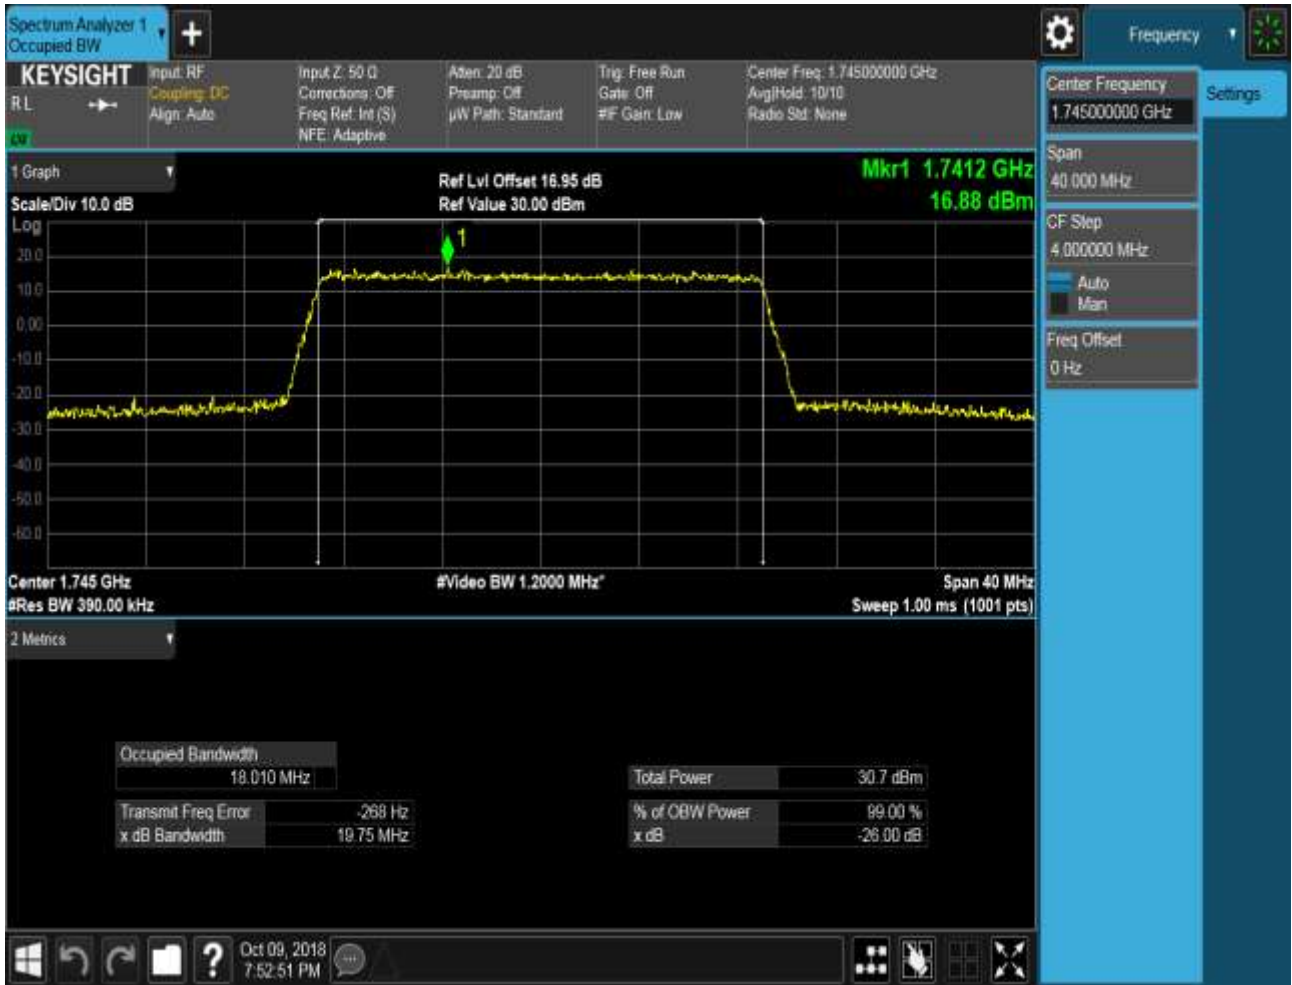 Spectrum Analyzer 1
Occupied BW
Frequency
KEYSIGHT
R L
Input: RF
Coupling: DC
Align: Auto
Input Z: 50 Ω
Corrections: Off
Freq Ref: Int (S)
NFE: Adaptive
Atten: 20 dB
Preamp: Off
µW Path: Standard
Trig: Free Run
Gate: Off
#IF Gain: Low
Center Freq: 1.745000000 GHz
Avg|Hold: 10/10
Radio Std: None
Center Frequency
1.745000000 GHz
Settings
Span
40.000 MHz
CF Step
4.000000 MHz
Auto
Man
Freq Offset
0 Hz
1 Graph
Scale/Div 10.0 dB
Ref Lvl Offset 16.95 dB
Ref Value 30.00 dBm
Mkr1 1.7412 GHz
16.88 dBm
Log
1
20.0
10.0
0.00
-10.0
-20.0
-30.0
-40.0
-50.0
-60.0
Center 1.745 GHz
#Video BW 1.2000 MHz*
Span 40 MHz
#Res BW 390.00 kHz
Sweep 1.00 ms (1001 pts)
2 Metrics
Occupied Bandwidth
18.010 MHz
Total Power 30.7 dBm
Transmit Freq Error -268 Hz
% of OBW Power 99.00 %
x dB Bandwidth 19.75 MHz
x dB -26.00 dB
?
Oct 09, 2018
7:52:51 PM